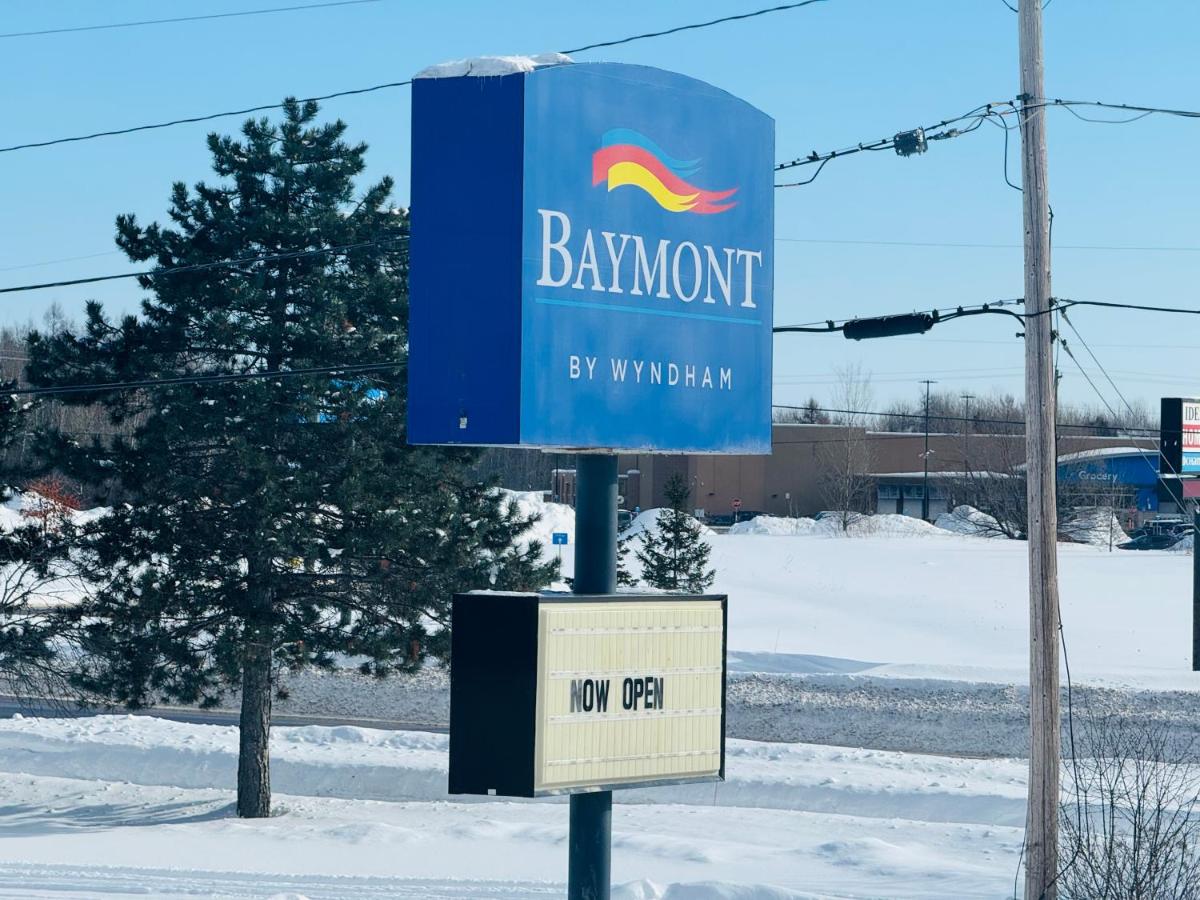 BAYMONT
BY WYNDHAM
NOW OPEN
Grocery